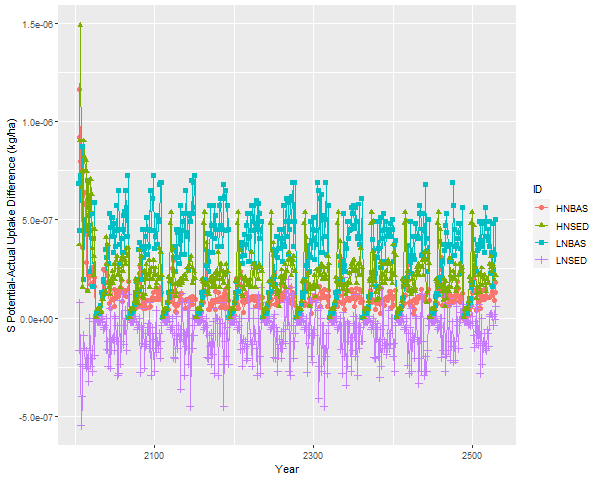 1.5e-06
1.0e-06
5.0e-07
0.0e+00
-5.0e-07
S Potential-Actual Uptake Difference (kg/ha)
2100
2300
2500
Year
ID
HNBAS
HNSED
LNBAS
LNSED